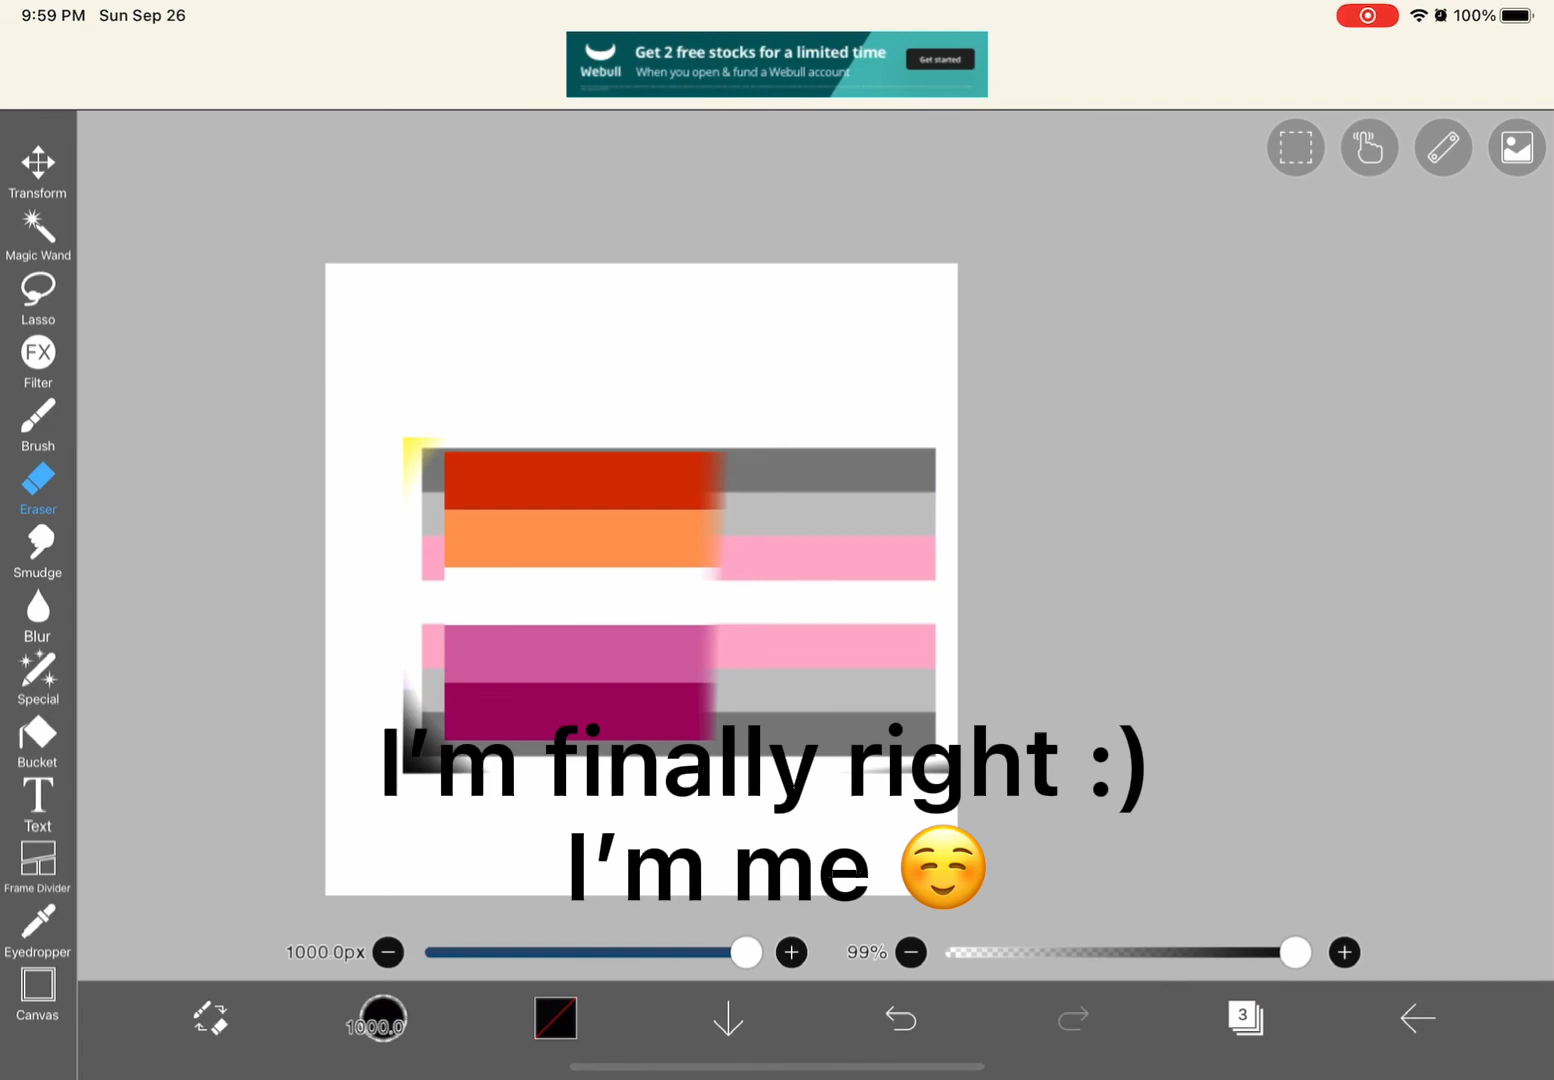 9:59 PM Sun Sep 26
100%
Webull
Get 2 free stocks for a limited time
When you open & fund a Webull account
Get started
Transform
Magic Wand
Lasso
FX
Filter
Brush
Eraser
Smudge
Blur
Special
Bucket
T
Text
Frame Divider
Eyedropper
Canvas
I'm finally right :)
I'm me ☺️
1000.0px
99%
1000.0
3